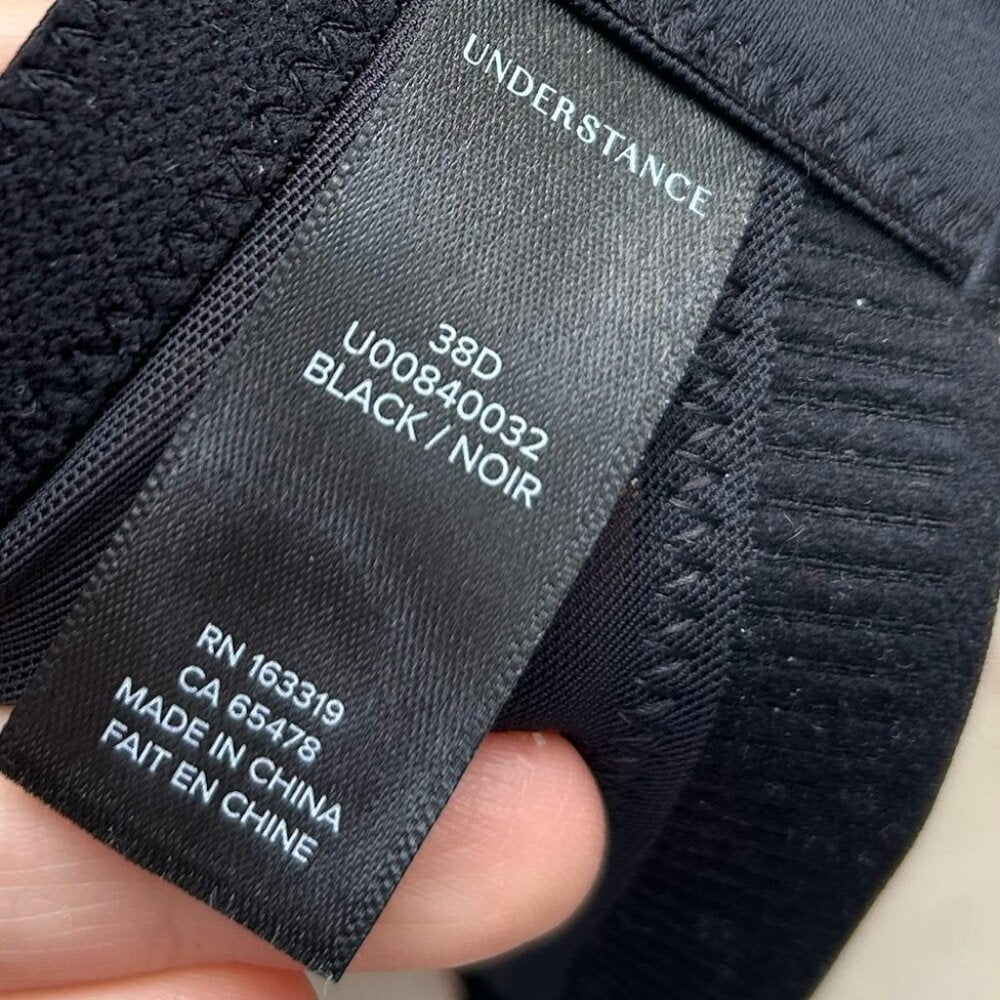 UNDERSTANCE
38D
U00840032
BLACK / NOIR
RN 163319
CA 65478
MADE IN CHINA
FAIT EN CHINE